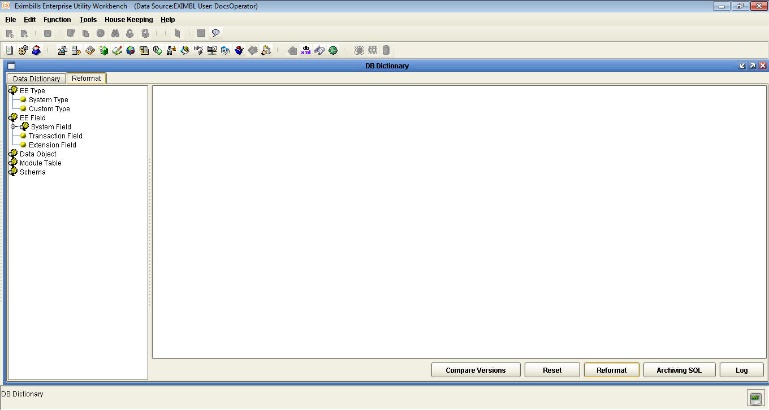 Eximbills Enterprise Utility Workbench (Data Source:EXIMBL User: DocsOperator)
File Edit Function Tools House Keeping Help
DB Dictionary
Data Dictionary Reformat
EE Type
System Type
Custom Type
EE Field
System Field
Transaction Field
Extension Field
Data Object
Module Table
Schema
Compare Versions Reset Reformat Archiving SQL Log
DB Dictionary